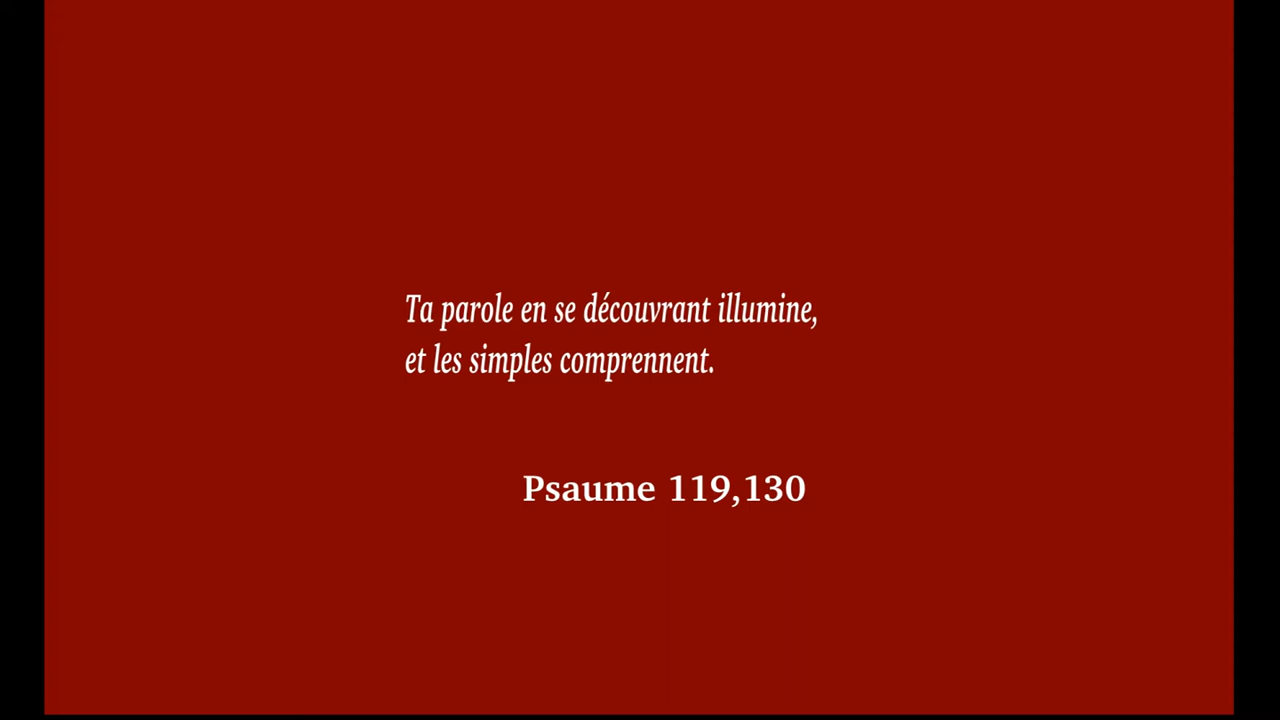 Ta parole en se découvrant illumine,
et les simples comprennent.
Psaume 119,130